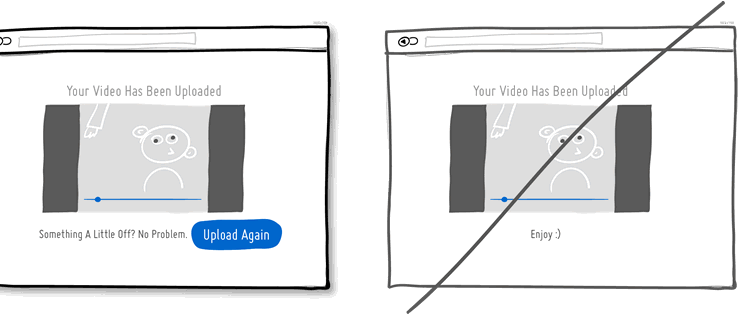 Your Video Has Been Uploaded
Something A Little Off? No Problem. Upload Again
Your Video Has Been Uploaded
Enjoy :)